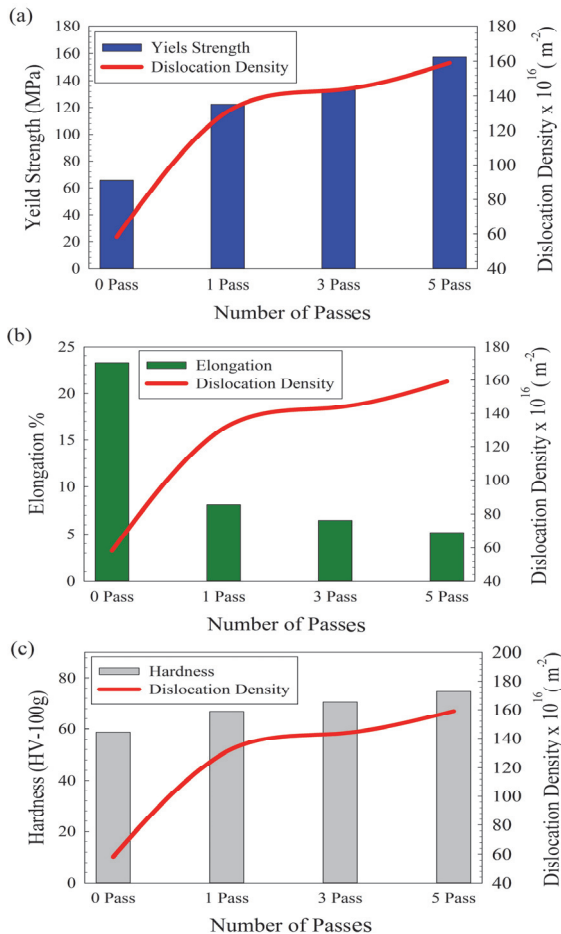 (a)
180
160
140
120
100
80
60
40
20
0
Yeild Strength (MPa)
Yiels Strength
Dislocation Density
180
160
140
120
100
80
60
40
Dislocation Density x 10^16 ( m^-2)
0 Pass 1 Pass 3 Pass 5 Pass
Number of Passes
(b)
25
20
15
10
5
0
Elongation %
Elongation
Dislocation Density
180
160
140
120
100
80
60
40
Dislocation Density x 10^16 ( m^-2)
0 Pass 1 Pass 3 Pass 5 Pass
Number of Passes
(c)
80
60
40
20
0
Hardness (HV-100g)
Hardness
Dislocation Density
200
180
160
140
120
100
80
60
40
Dislocation Density x 10^16 ( m^-2)
0 Pass 1 Pass 3 Pass 5 Pass
Number of Passes